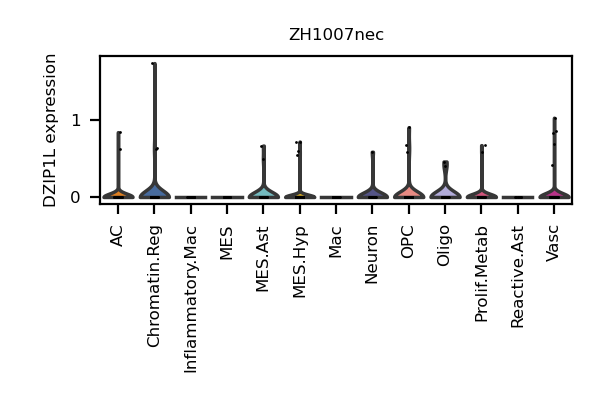 ZH1007nec
DZIP1L expression
1
0
AC
Chromatin.Reg
Inflammatory.Mac
MES
MES.Ast
MES.Hyp
Mac
Neuron
OPC
Oligo
Prolif.Metab
Reactive.Ast
Vasc